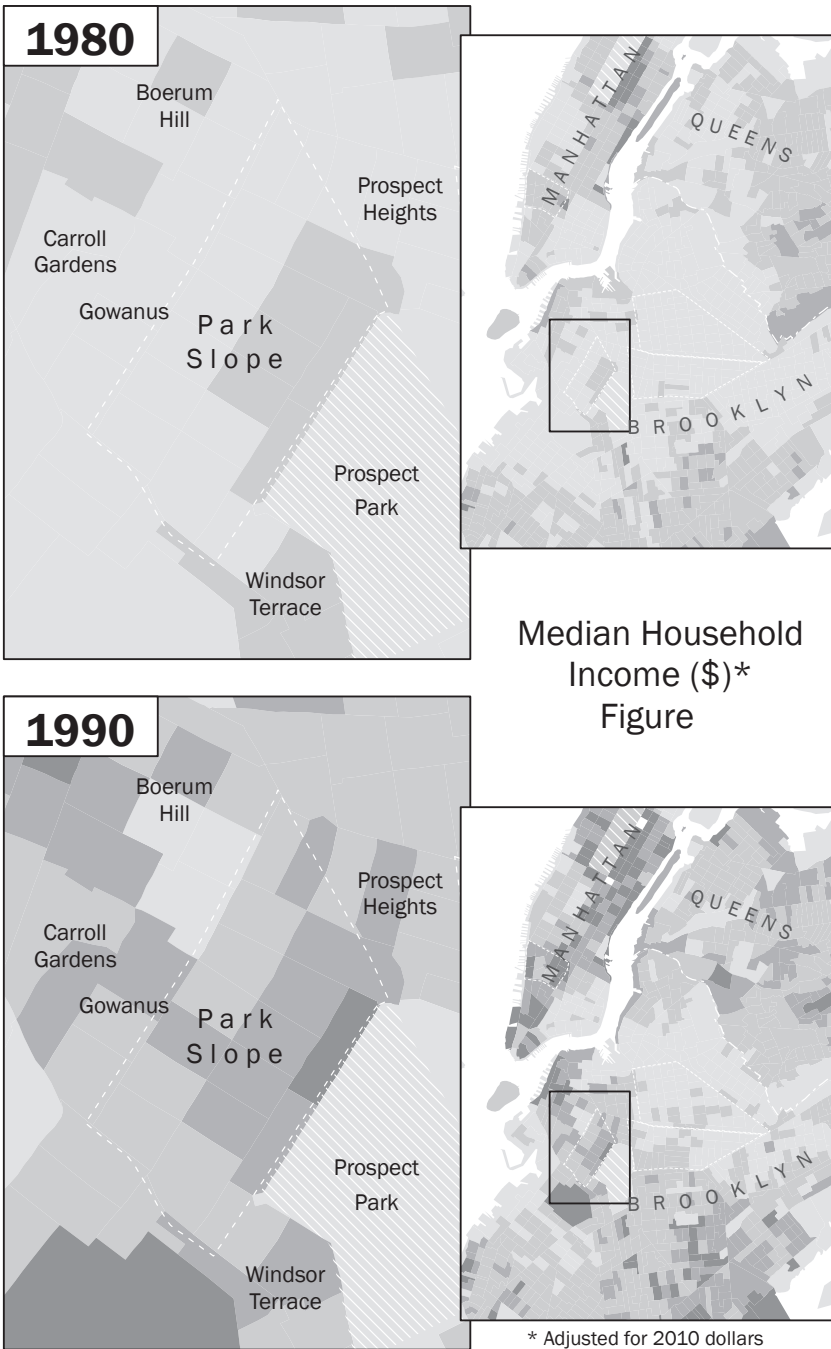 1980
Boerum
Hill
Prospect
Heights
Carroll
Gardens
Gowanus
Park
Slope
Prospect
Park
Windsor
Terrace
MANHATTAN
QUEENS
BROOKLYN
Median Household
Income ($)*
Figure
1990
Boerum
Hill
Prospect
Heights
Carroll
Gardens
Gowanus
Park
Slope
Prospect
Park
Windsor
Terrace
MANHATTAN
QUEENS
BROOKLYN
* Adjusted for 2010 dollars